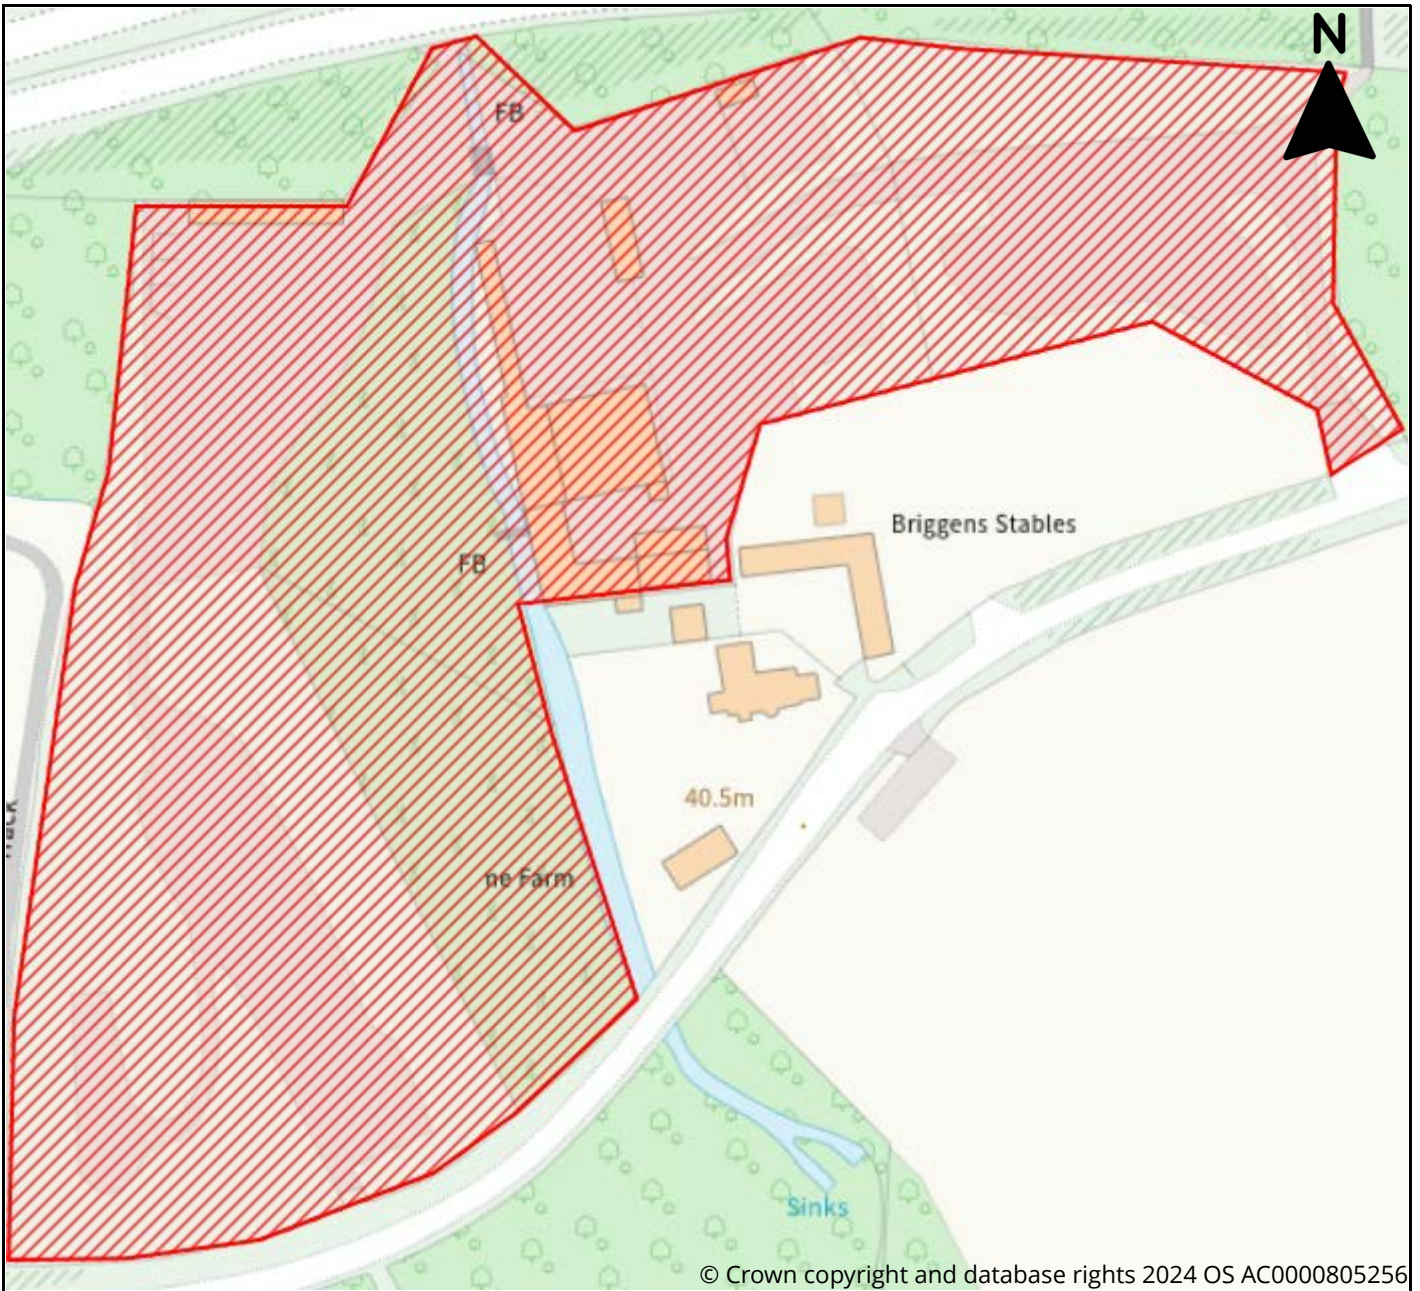 N
FB
Briggens Stables
FB
40.5m
ne Farm
Sinks
© Crown copyright and database rights 2024 OS AC0000805256